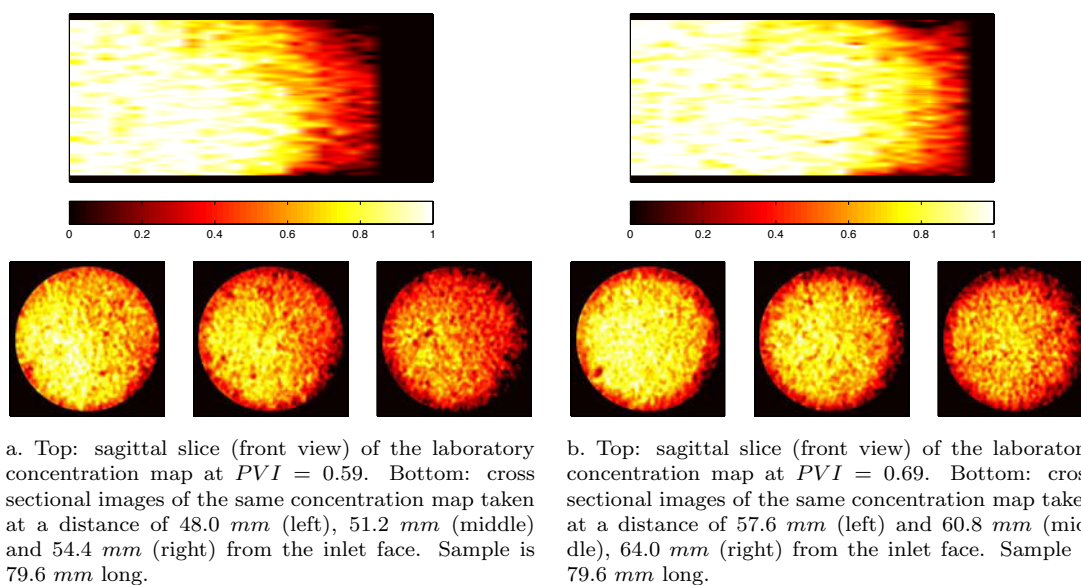 0 0.2 0.4 0.6 0.8 1
0 0.2 0.4 0.6 0.8 1
a. Top: sagittal slice (front view) of the laboratory
concentration map at PVI = 0.59. Bottom: cross
sectional images of the same concentration map taken
at a distance of 48.0 mm (left), 51.2 mm (middle)
and 54.4 mm (right) from the inlet face. Sample is
79.6 mm long.
b. Top: sagittal slice (front view) of the laborator
concentration map at PVI = 0.69. Bottom: cros
sectional images of the same concentration map take
at a distance of 57.6 mm (left) and 60.8 mm (mid
dle), 64.0 mm (right) from the inlet face. Sample
79.6 mm long.